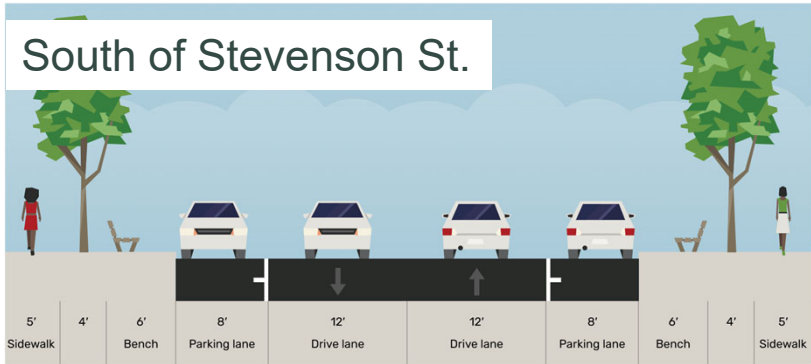 South of Stevenson St.
5' 4' 6' 8' 12' 12' 8' 6' 4' 5'
Sidewalk Bench Parking lane Drive lane Drive lane Parking lane Bench Sidewalk